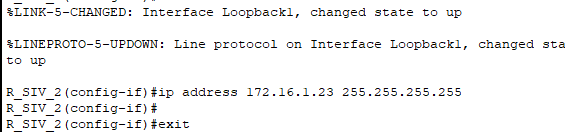 %LINK-5-CHANGED: Interface Loopback1, changed state to up
%LINEPROTO-5-UPDOWN: Line protocol on Interface Loopback1, changed sta
to up
R_SIV_2(config-if)#ip address 172.16.1.23 255.255.255.255
R_SIV_2(config-if)#
R_SIV_2(config-if)#exit